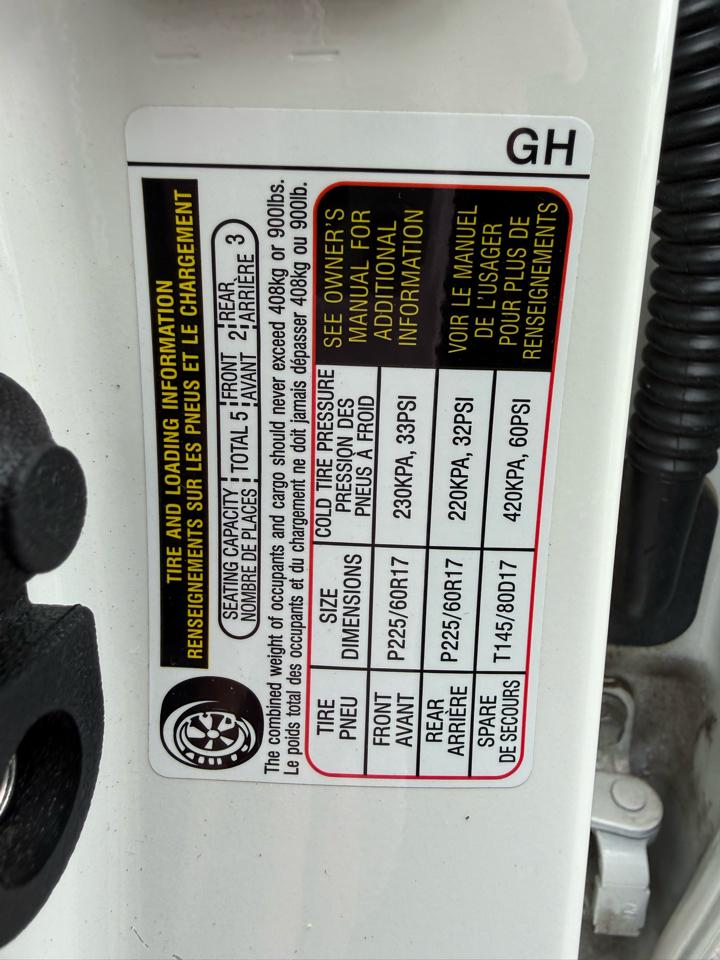 TIRE AND LOADING INFORMATION
RENSEIGNEMENTS SUR LES PNEUS ET LE CHARGEMENT
GH
SEATING CAPACITY TOTAL 5 FRONT 2 REAR 3
NOMBRE DE PLACES AVANT ARRIÈRE
The combined weight of occupants and cargo should never exceed 408kg or 900lbs.
Le poids total des occupants et du chargement ne doit jamais dépasser 408kg ou 900lb.
TIRE SIZE COLD TIRE PRESSURE
PNEU DIMENSIONS PRESSION DES
PNEUS À FROID
FRONT P225/60R17 230KPA, 33PSI
AVANT
REAR P225/60R17 220KPA, 32PSI
ARRIÈRE
SPARE T145/80D17 420KPA, 60PSI
DE SECOURS
SEE OWNER'S
MANUAL FOR
ADDITIONAL
INFORMATION
VOIR LE MANUEL
DE L'USAGER
POUR PLUS DE
RENSEIGNEMENTS